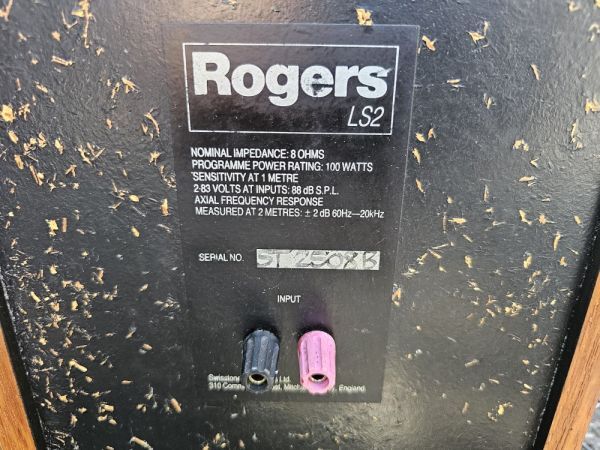 Rogers
LS2
NOMINAL IMPEDANCE: 8 OHMS
PROGRAMME POWER RATING: 100 WATTS
SENSITIVITY AT 1 METRE
2·83 VOLTS AT INPUTS: 88 dB S.P.L.
AXIAL FREQUENCY RESPONSE
MEASURED AT 2 METRES: ± 2 dB 60Hz—20kHz
SERIAL NO. ST 2508B
INPUT
Ltd.
310 England.